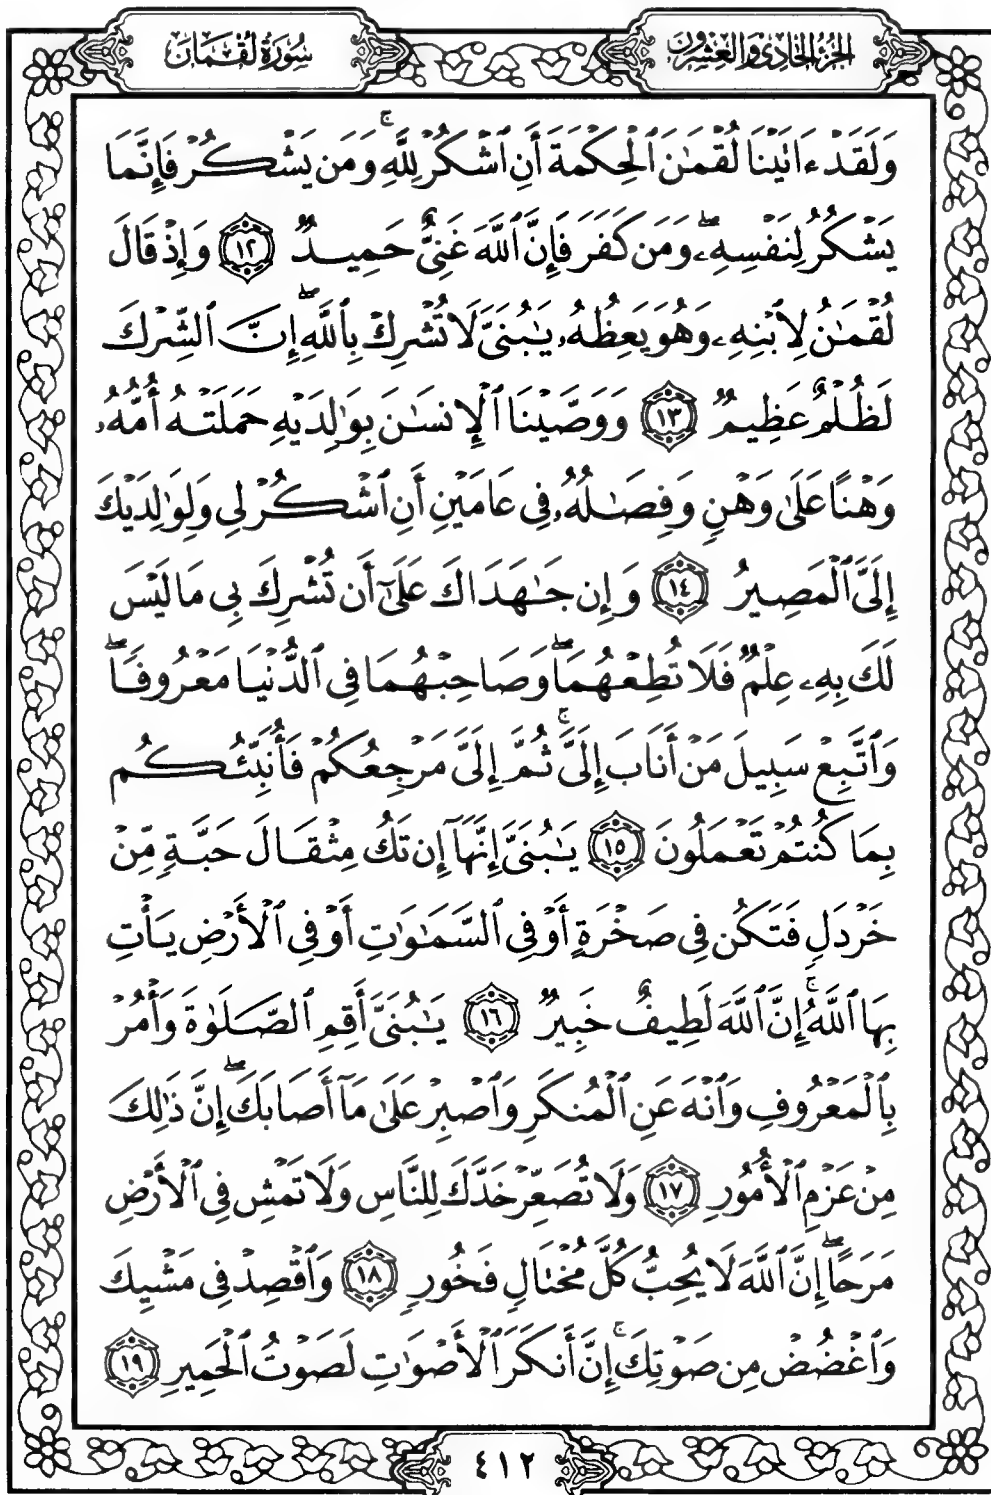 الجزء الحادي والعشرون
سورة لقمان
وَلَقَدْ ءَاتَيْنَا لُقْمَٰنَ ٱلْحِكْمَةَ أَنِ ٱشْكُرْ لِلَّهِ ۚ وَمَن يَشْكُرْ فَإِنَّمَا
يَشْكُرُ لِنَفْسِهِۦ ۖ وَمَن كَفَرَ فَإِنَّ ٱللَّهَ غَنِىٌّ حَمِيدٌ ١٢ وَإِذْ قَالَ
لُقْمَٰنُ لِٱبْنِهِۦ وَهُوَ يَعِظُهُۥ يَٰبُنَىَّ لَا تُشْرِكْ بِٱللَّهِ ۖ إِنَّ ٱلشِّرْكَ
لَظُلْمٌ عَظِيمٌ ١٣ وَوَصَّيْنَا ٱلْإِنسَٰنَ بِوَٰلِدَيْهِ حَمَلَتْهُ أُمُّهُۥ
وَهْنًا عَلَىٰ وَهْنٍ وَفِصَٰلُهُۥ فِى عَامَيْنِ أَنِ ٱشْكُرْ لِى وَلِوَٰلِدَيْكَ
إِلَىَّ ٱلْمَصِيرُ ١٤ وَإِن جَٰهَدَاكَ عَلَىٰٓ أَن تُشْرِكَ بِى مَا لَيْسَ
لَكَ بِهِۦ عِلْمٌ فَلَا تُطِعْهُمَا ۖ وَصَاحِبْهُمَا فِى ٱلدُّنْيَا مَعْرُوفًا ۖ
وَٱتَّبِعْ سَبِيلَ مَنْ أَنَابَ إِلَىَّ ۚ ثُمَّ إِلَىَّ مَرْجِعُكُمْ فَأُنَبِّئُكُم
بِمَا كُنتُمْ تَعْمَلُونَ ١٥ يَٰبُنَىَّ إِنَّهَآ إِن تَكُ مِثْقَالَ حَبَّةٍ مِّنْ
خَرْدَلٍ فَتَكُن فِى صَخْرَةٍ أَوْ فِى ٱلسَّمَٰوَٰتِ أَوْ فِى ٱلْأَرْضِ يَأْتِ
بِهَا ٱللَّهُ ۚ إِنَّ ٱللَّهَ لَطِيفٌ خَبِيرٌ ١٦ يَٰبُنَىَّ أَقِمِ ٱلصَّلَوٰةَ وَأْمُرْ
بِٱلْمَعْرُوفِ وَٱنْهَ عَنِ ٱلْمُنكَرِ وَٱصْبِرْ عَلَىٰ مَآ أَصَابَكَ ۖ إِنَّ ذَٰلِكَ
مِنْ عَزْمِ ٱلْأُمُورِ ١٧ وَلَا تُصَعِّرْ خَدَّكَ لِلنَّاسِ وَلَا تَمْشِ فِى ٱلْأَرْضِ
مَرَحًا ۖ إِنَّ ٱللَّهَ لَا يُحِبُّ كُلَّ مُخْتَالٍ فَخُورٍ ١٨ وَٱقْصِدْ فِى مَشْيِكَ
وَٱغْضُضْ مِن صَوْتِكَ ۚ إِنَّ أَنكَرَ ٱلْأَصْوَٰتِ لَصَوْتُ ٱلْحَمِيرِ ١٩
٤١٢